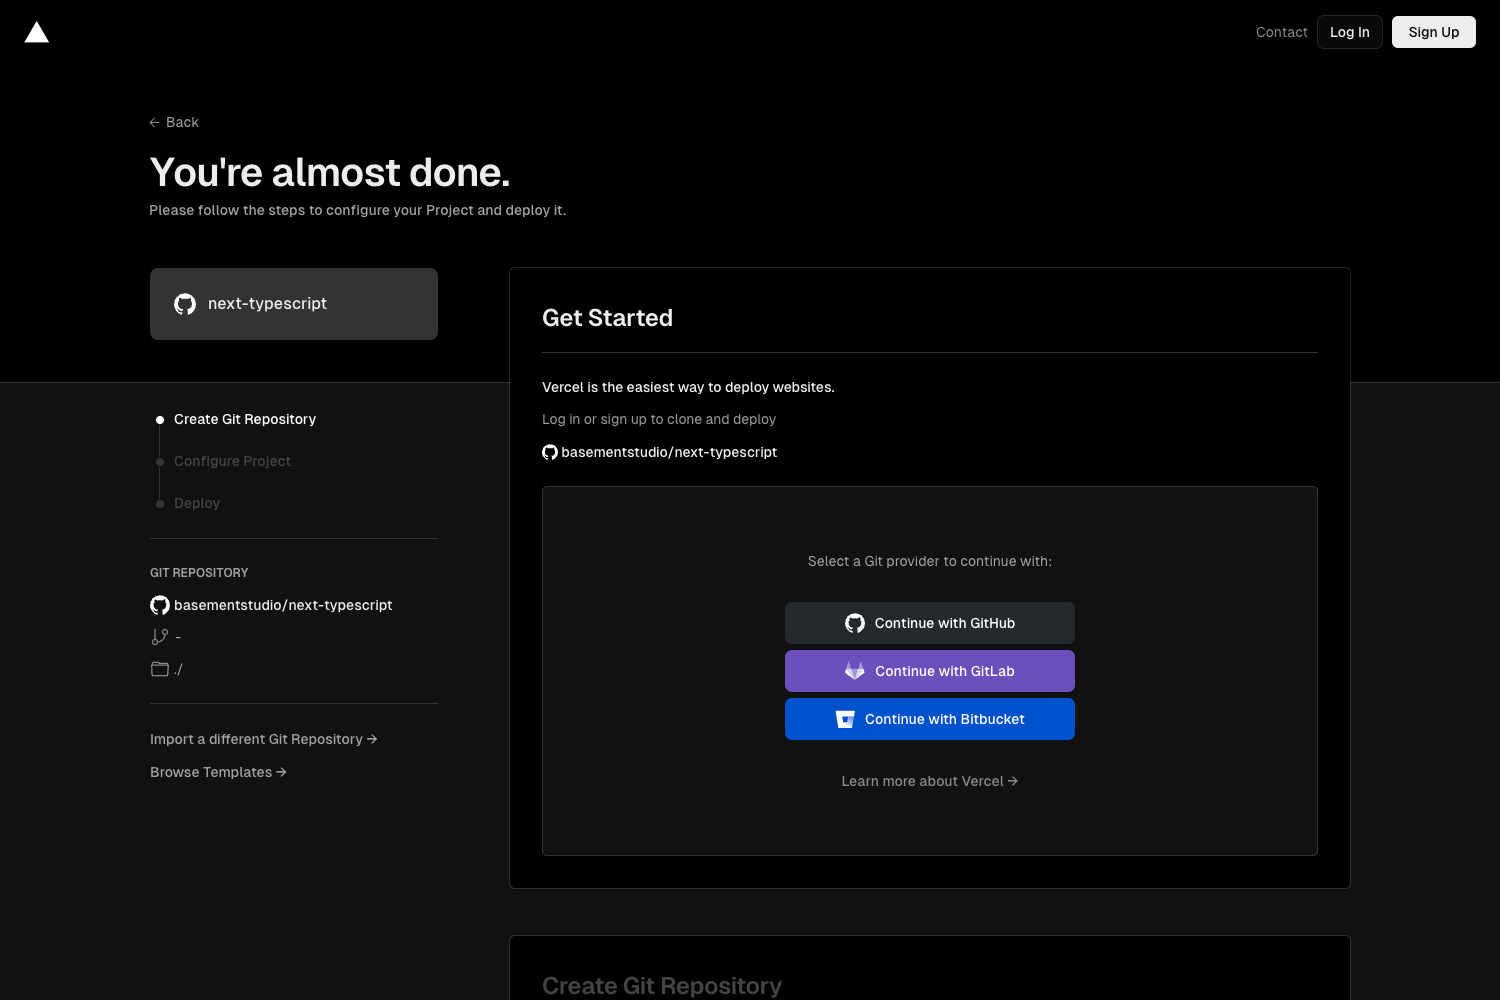 Contact
Log In
Sign Up
← Back
You're almost done.
Please follow the steps to configure your Project and deploy it.
next-typescript
Create Git Repository
Configure Project
Deploy
GIT REPOSITORY
basementstudio/next-typescript
-
./
Import a different Git Repository →
Browse Templates →
Get Started
Vercel is the easiest way to deploy websites.
Log in or sign up to clone and deploy
basementstudio/next-typescript
Select a Git provider to continue with:
Continue with GitHub
Continue with GitLab
Continue with Bitbucket
Learn more about Vercel →
Create Git Repository